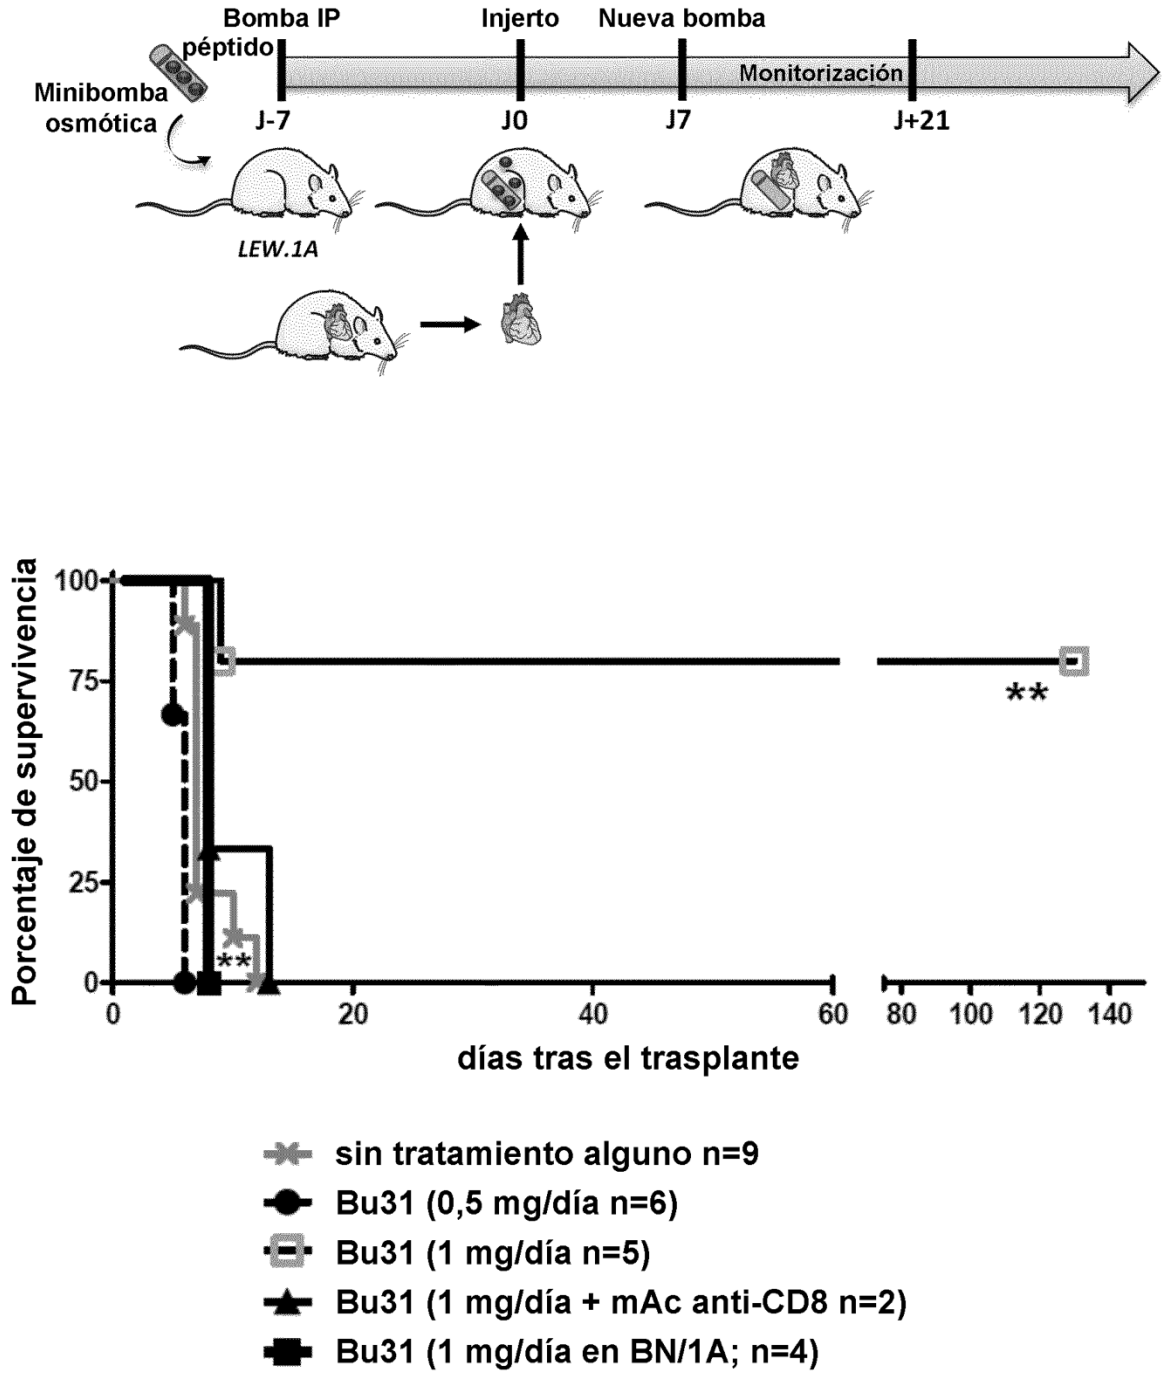 Bomba IP péptido
Injerto
Nueva bomba
Minibomba osmótica
Monitorización
J-7
J0
J7
J+21
LEW.1A
Porcentaje de supervivencia
100
75
50
25
0
**
**
0 20 40 60 80 100 120 140
días tras el trasplante
sin tratamiento alguno n=9
Bu31 (0,5 mg/día n=6)
Bu31 (1 mg/día n=5)
Bu31 (1 mg/día + mAc anti-CD8 n=2)
Bu31 (1 mg/día en BN/1A; n=4)